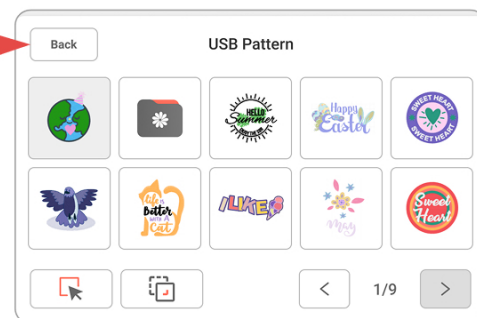 Back
USB Pattern
HELLO
Summer
Happy
Easter
SWEET HEART
SWEET HEART
life is
Better
WITH A
Cat
I LIKE
May
Sweet
Heart
1/9